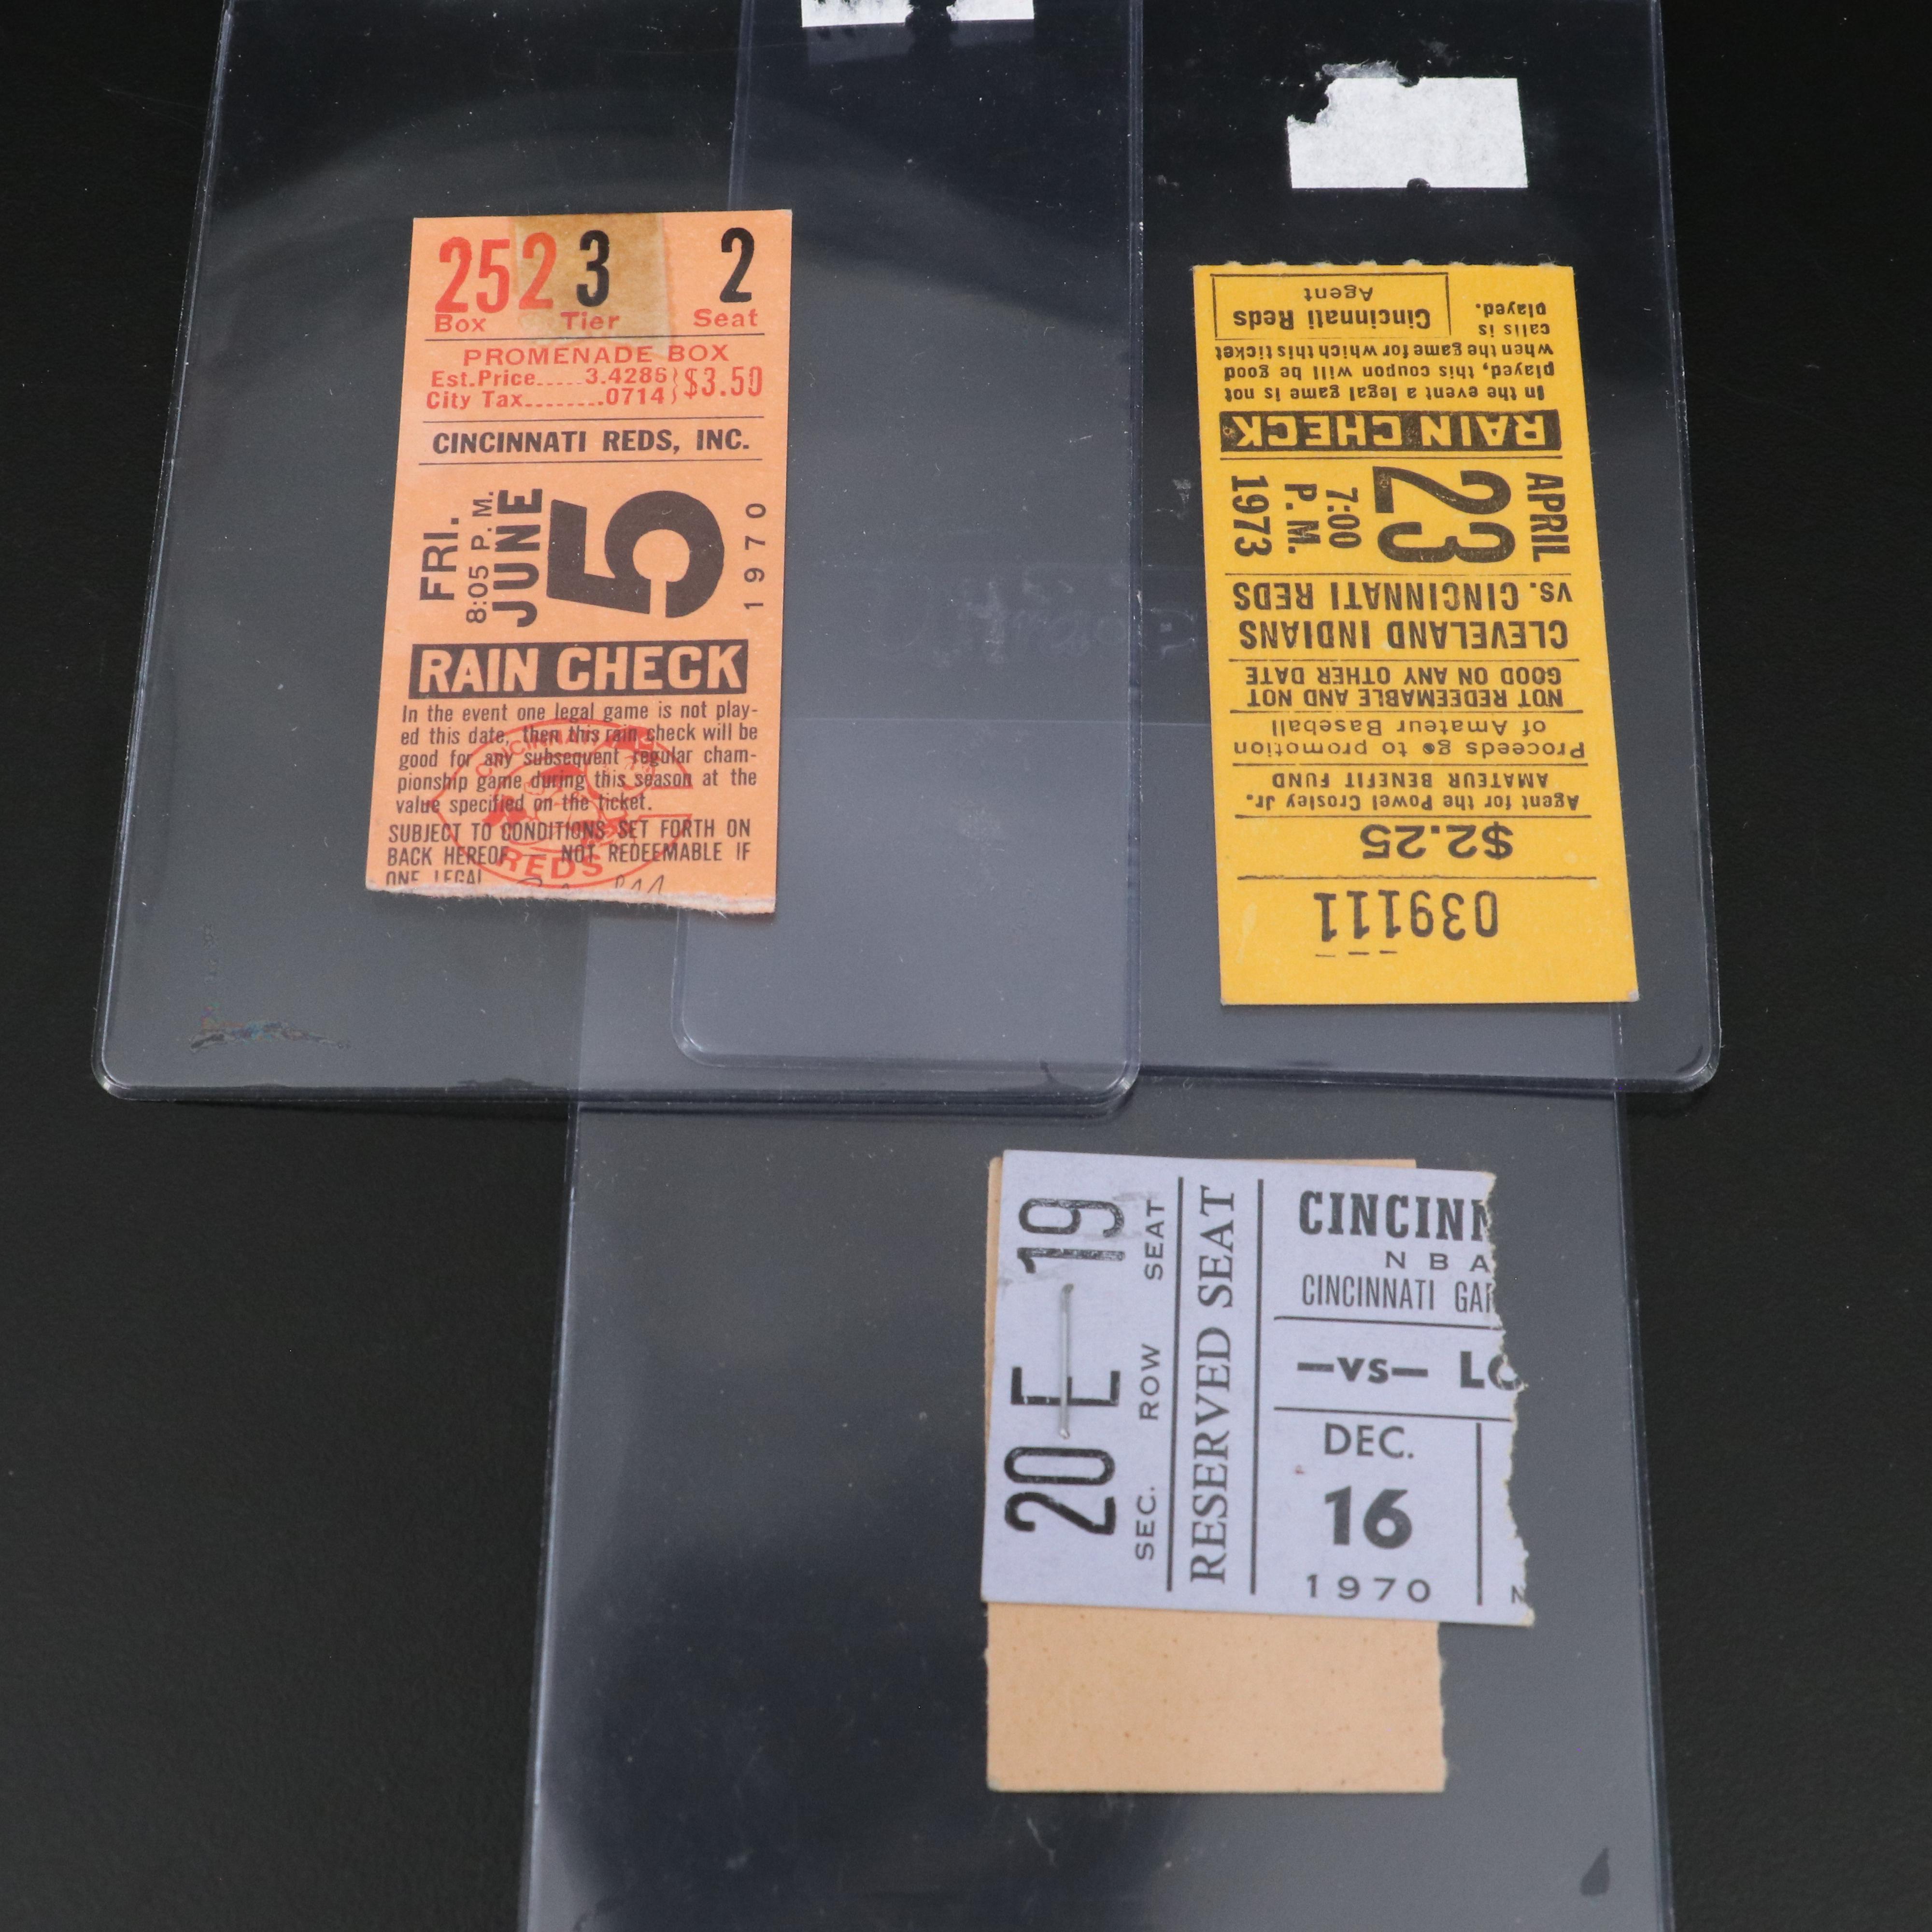 252 3 2
Box Tier Seat
PROMENADE BOX
Est.Price.....3.4286 } $3.50
City Tax........0714
CINCINNATI REDS, INC.
FRI.
8:05 P.M.
JUNE
5
1970
RAIN CHECK
In the event one legal game is not play-
ed this date, then this rain check will be
good for any subsequent regular cham-
pionship game during this season at the
value specified on the ticket.
SUBJECT TO CONDITIONS SET FORTH ON
BACK HEREOF NOT REDEEMABLE IF
ONE LEGAL
CINCINNATI
REDS
039111
$2.25
Agent for the Powel Crosley Jr.
AMATEUR BENEFIT FUND
Proceeds go to promotion
of Amateur Baseball
NOT REDEEMABLE AND NOT
GOOD ON ANY OTHER DATE
CLEVELAND INDIANS
vs. CINCINNATI REDS
APRIL
23
7:00
P.M.
1973
RAIN CHECK
In the event a legal game is not
played, this coupon will be good
when the game for which this ticket
calls is
played.
Cincinnati Reds
Agent
20 E 19
SEC. ROW SEAT
RESERVED SEAT
CINCINN
NBA
CINCINNATI GAR
—vs— LO
DEC.
16
1970